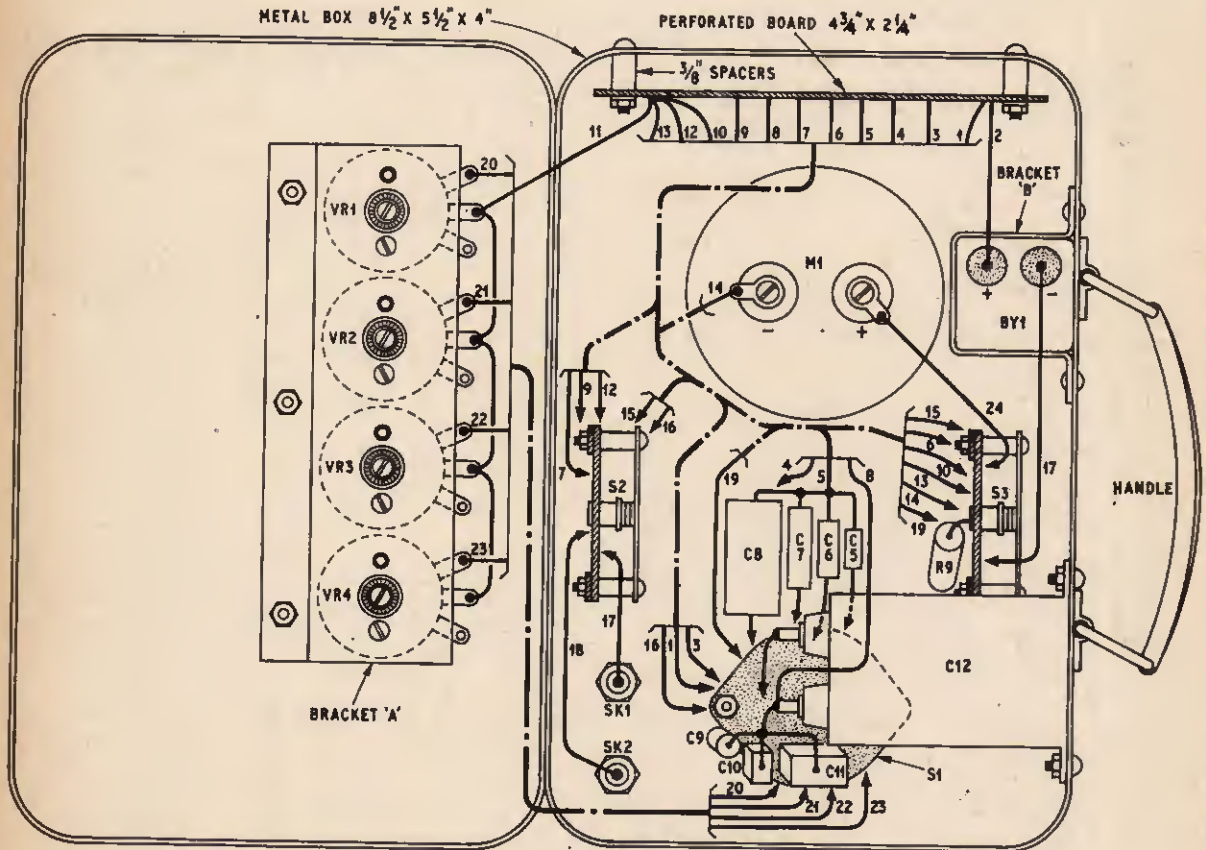 METAL BOX 8½" X 5½" X 4"
PERFORATED BOARD 4¾" X 2¼"
⅜" SPACERS
11
13
12
10
9
8
7
6
5
4
3
1
2
BRACKET 'B'
20
VR1
M1
14
-
+
+
-
BY1
21
VR2
9
12
15
16
24
15
6
10
13
14
19
17
HANDLE
22
VR3
7
S2
19
4
5
8
S3
C8
C7
C6
C5
R9
23
VR4
18
17
16
1
3
C12
BRACKET 'A'
SK1
C9
SK2
C10
C11
S1
20
21
22
23